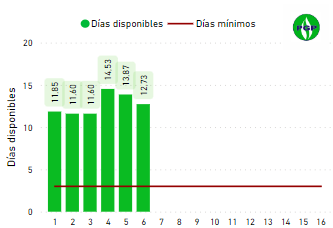 Días disponibles Días mínimos
PGP
20
15
10
5
0
Días disponibles
11.85 11.60 11.60 14.53 13.87 12.73
1 2 3 4 5 6 7 8 9 10 11 12 13 14 15 16